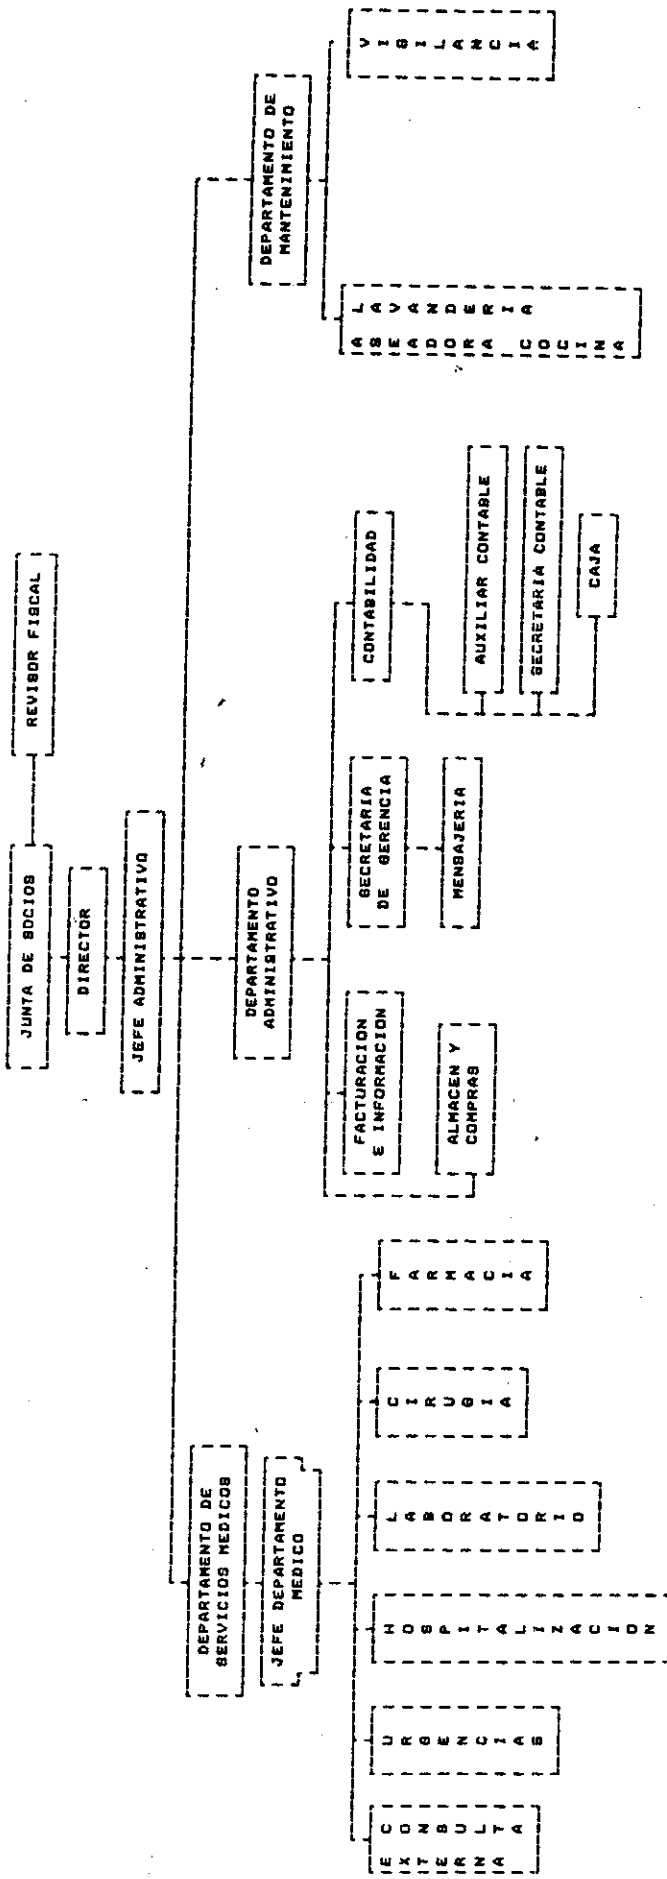 JUNTA DE SOCIOS
REVISOR FISCAL
DIRECTOR
JEFE ADMINISTRATIVO
DEPARTAMENTO DE
SERVICIOS MEDICOS
DEPARTAMENTO
ADMINISTRATIVO
DEPARTAMENTO DE
MANTENIMIENTO
JEFE DEPARTAMENTO
MEDICO
EXTERNA
CONSULTA
URGENCIAS
HOSPITALIZACION
LABORATORIO
CIRUGIA
FARMACIA
FACTURACION
E INFORMACION
ALMACEN Y
COMPRAS
SECRETARIA
DE GERENCIA
MENSAJERIA
CONTABILIDAD
AUXILIAR CONTABLE
SECRETARIA CONTABLE
CAJA
ASEADORA COCINA
LAVANDERIA
VIGILANCIA